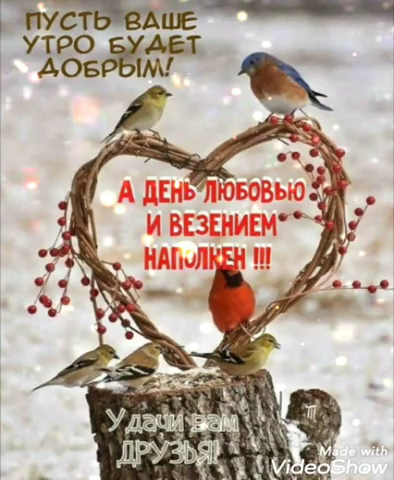 ПУСТЬ ВАШЕ
УТРО БУДЕТ
ДОБРЫМ!
А ДЕНЬ ЛЮБОВЬЮ
И ВЕЗЕНИЕМ
НАПОЛНЕН !!!
Удачи вам
ДРУЗЬЯ!
Made with
VideoShow